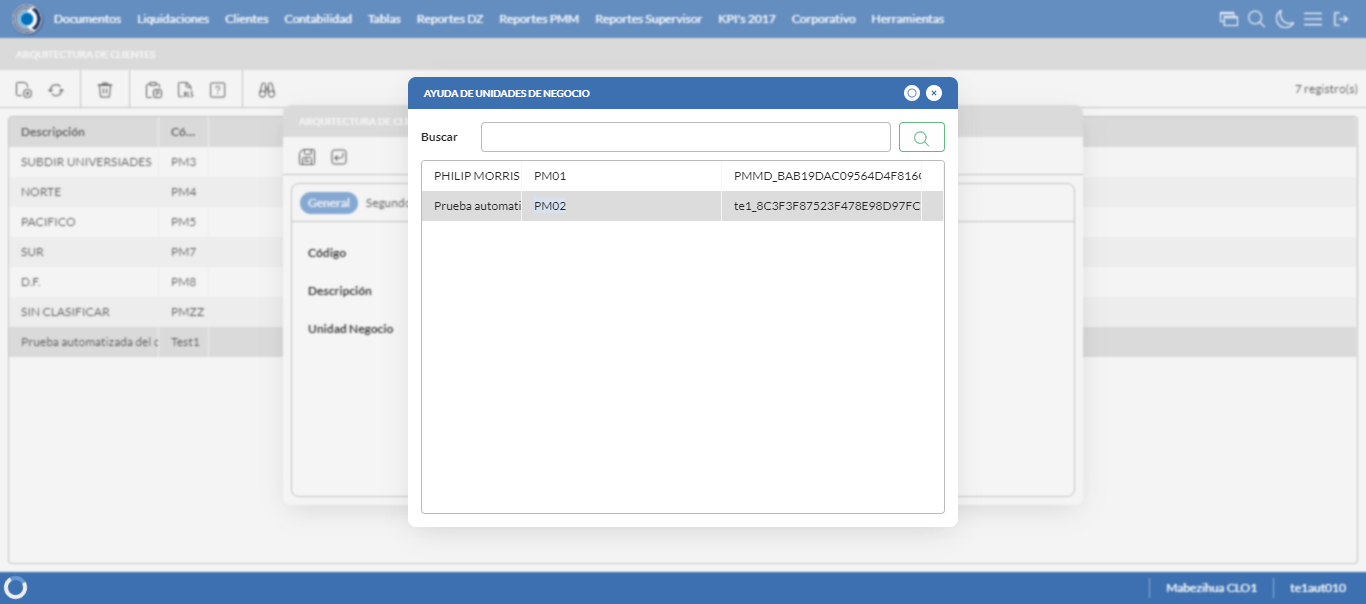 Documentos Liquidaciones Clientes Contabilidad Tablas Reportes DZ Reportes PMM Reportes Supervisor KPI's 2017 Corporativo Herramientas
ARQUITECTURA DE CLIENTES
7 registro(s)
AYUDA DE UNIDADES DE NEGOCIO
Buscar
PHILIP MORRIS PM01 PMMD_BAB19DAC09564D4F816
Prueba automati PM02 te1_8C3F3F87523F478E98D97FC
Descripción Có...
SUBDIR UNIVERSIADES PM3
NORTE PM4
PACIFICO PM5
SUR PM7
D.F. PM8
SIN CLASIFICAR PMZZ
Prueba automatizada del c Test1
ARQUITECTURA DE CLI
General Segundo
Código
Descripción
Unidad Negocio
Mabezihua CLO1 te1aut010